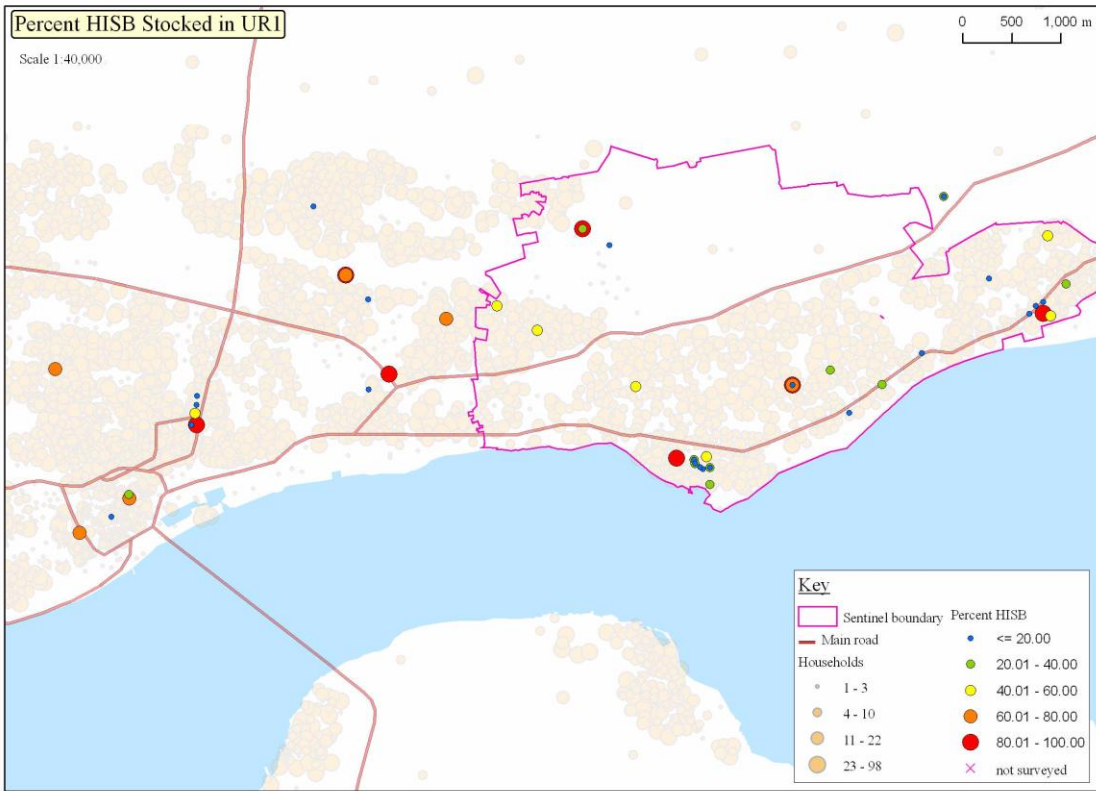 Percent HISB Stocked in UR1
Scale 1:40,000
0 500 1,000 m
Key
Sentinel boundary
Main road
Households
1 - 3
4 - 10
11 - 22
23 - 98
Percent HISB
<= 20.00
20.01 - 40.00
40.01 - 60.00
60.01 - 80.00
80.01 - 100.00
not surveyed